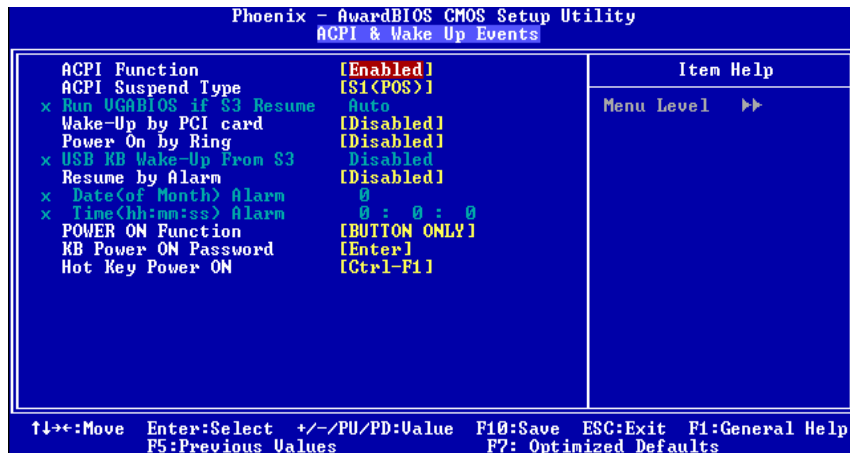 Phoenix - AwardBIOS CMOS Setup Utility
ACPI & Wake Up Events
ACPI Function [Enabled]
ACPI Suspend Type [S1(POS)]
x Run VGABIOS if S3 Resume Auto
Wake-Up by PCI card [Disabled]
Power On by Ring [Disabled]
x USB KB Wake-Up From S3 Disabled
Resume by Alarm [Disabled]
x Date(of Month) Alarm 0
x Time(hh:mm:ss) Alarm 0 : 0 : 0
POWER ON Function [BUTTON ONLY]
KB Power ON Password [Enter]
Hot Key Power ON [Ctrl-F1]
Item Help
Menu Level ▶▶
↑↓→←:Move Enter:Select +/-/PU/PD:Value F10:Save ESC:Exit F1:General Help
F5:Previous Values F7: Optimized Defaults